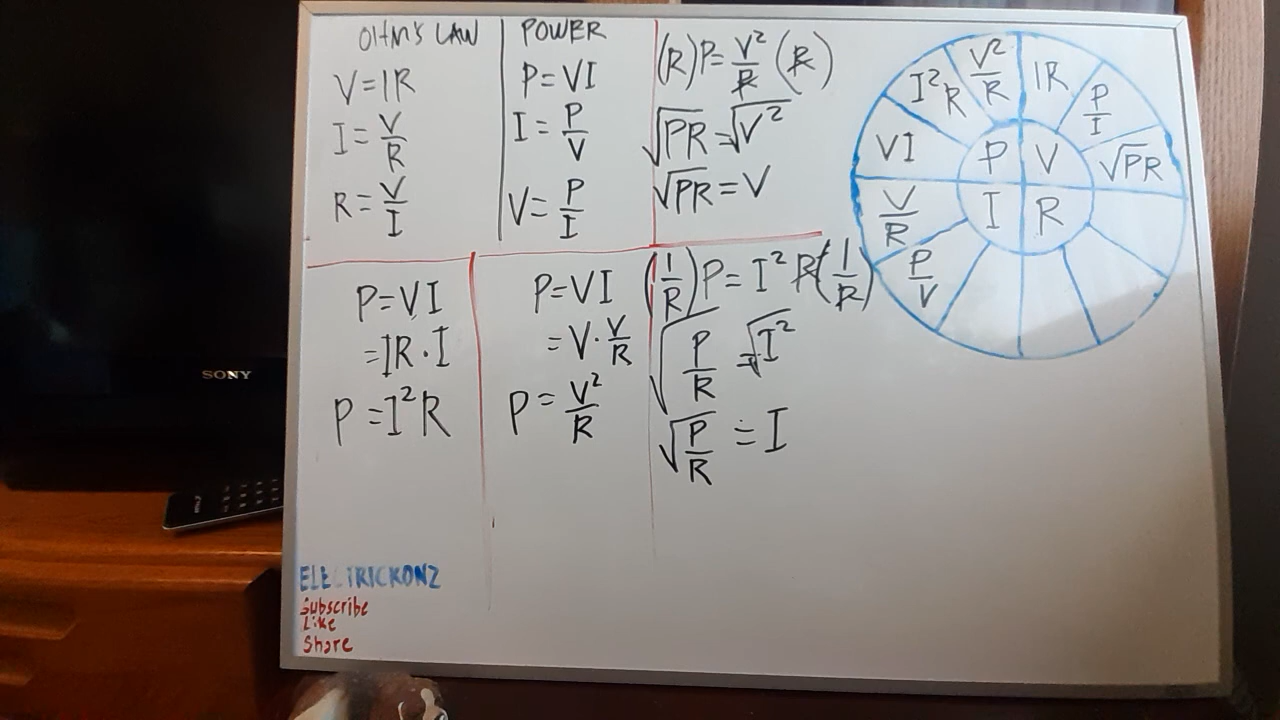 OHM'S LAW
V=IR
I=V/R
R=V/I
POWER
P=VI
I=P/V
V=P/I
(R)P=V²/R(R)
√PR=√V²
√PR=V
P=VI
=IR·I
P=I²R
P=VI
=V·V/R
P=V²/R
(1/R)P=I²R(1/R)
√P/R=√I²
√P/R=I
VI
I²R
V²/R
IR
P/I
√PR
P
V
I
R
V/R
P/V
SONY
ELECTRICKONZ
Subscribe
Like
Share